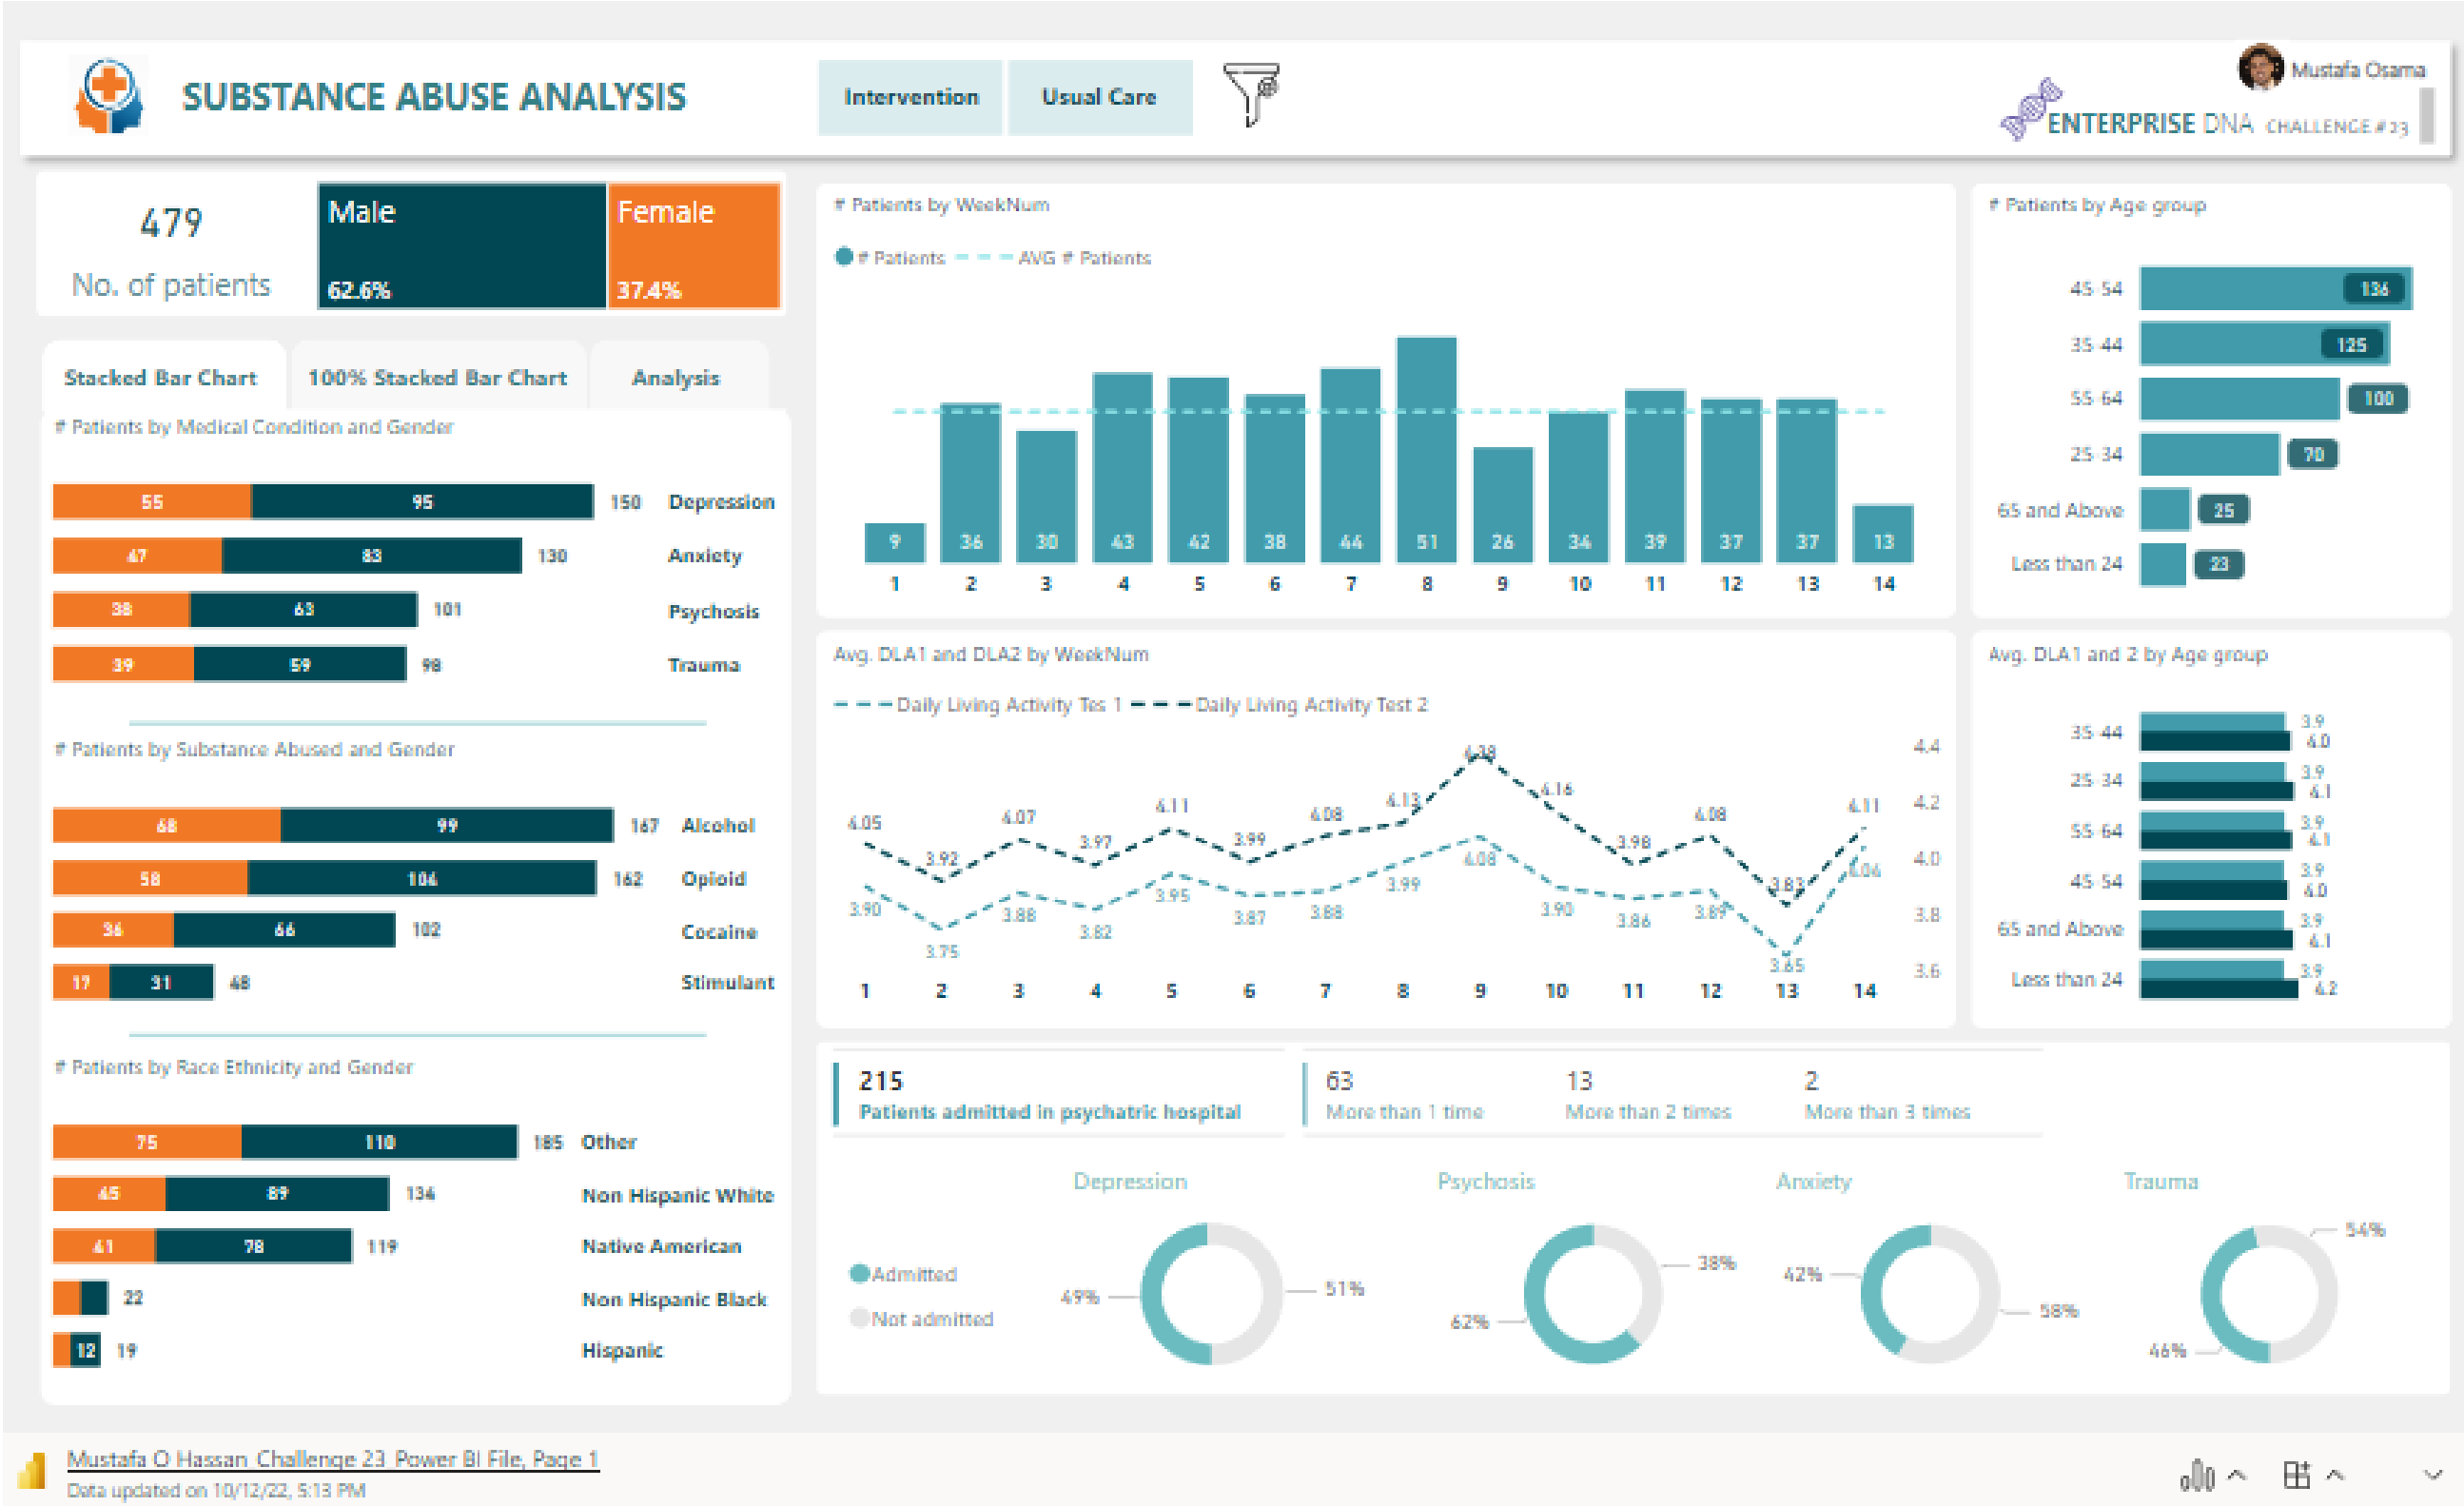 SUBSTANCE ABUSE ANALYSIS
Intervention
Usual Care
Mustafa Osama
ENTERPRISE DNA CHALLENGE #23
479
No. of patients
Male
62.6%
Female
37.4%
Stacked Bar Chart
100% Stacked Bar Chart
Analysis
# Patients by Medical Condition and Gender
55 95 150 Depression
47 83 130 Anxiety
38 63 101 Psychosis
39 59 98 Trauma
# Patients by Substance Abused and Gender
68 99 167 Alcohol
58 104 162 Opioid
36 66 102 Cocaine
17 31 48 Stimulant
# Patients by Race Ethnicity and Gender
75 110 185 Other
45 89 134 Non Hispanic White
41 78 119 Native American
22 Non Hispanic Black
12 19 Hispanic
# Patients by WeekNum
# Patients AVG # Patients
9 36 30 43 42 38 44 51 26 34 39 37 37 13
1 2 3 4 5 6 7 8 9 10 11 12 13 14
# Patients by Age group
45-54 136
35-44 125
55-64 100
25-34 70
65 and Above 25
Less than 24 23
Avg. DLA1 and DLA2 by WeekNum
Daily Living Activity Tes 1 Daily Living Activity Test 2
4.05 3.92 4.07 3.97 4.11 3.99 4.08 4.13 4.38 4.16 3.98 4.08 3.83 4.11
3.90 3.75 3.88 3.82 3.95 3.87 3.88 3.99 4.08 3.90 3.86 3.89 3.65 4.04
4.4
4.2
4.0
3.8
3.6
1 2 3 4 5 6 7 8 9 10 11 12 13 14
Avg. DLA1 and 2 by Age group
35-44 3.9 4.0
25-34 3.9 4.1
55-64 3.9 4.1
45-54 3.9 4.0
65 and Above 3.9 4.1
Less than 24 3.9 4.2
215
Patients admitted in psychatric hospital
63
More than 1 time
13
More than 2 times
2
More than 3 times
Admitted
Not admitted
Depression
49%
51%
Psychosis
38%
62%
Anxiety
42%
58%
Trauma
54%
46%
Mustafa O Hassan_Challenge 23_Power BI File, Page 1
Data updated on 10/12/22, 5:13 PM